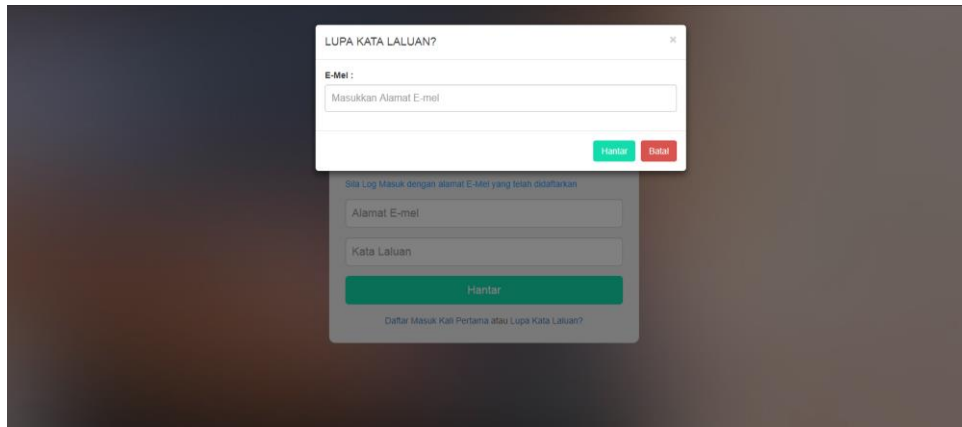 LUPA KATA LALUAN?
×
E-Mel :
Masukkan Alamat E-mel
Hantar
Batal
Sila Log Masuk dengan alamat E-Mel yang telah didaftarkan
Alamat E-mel
Kata Laluan
Hantar
Daftar Masuk Kali Pertama atau Lupa Kata Laluan?